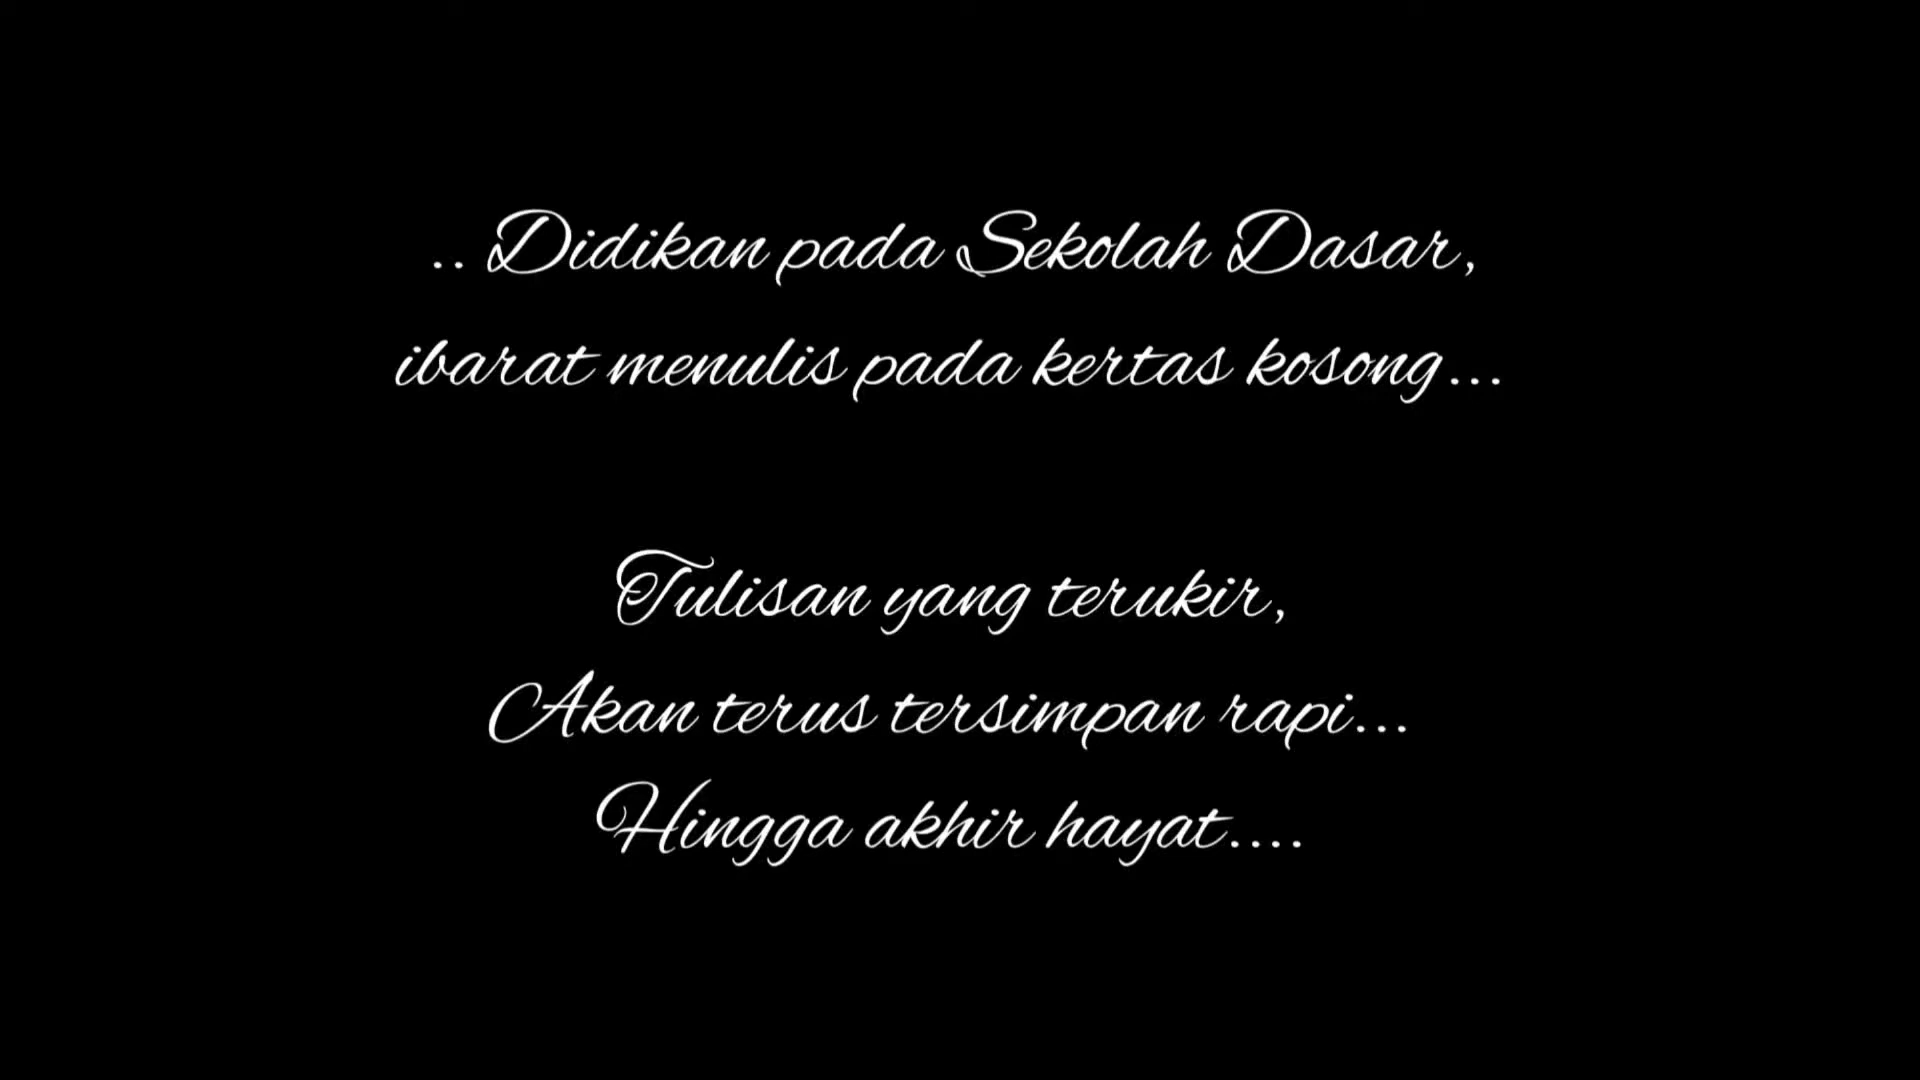 .. Didikan pada Sekolah Dasar,
ibarat menulis pada kertas kosong...
Tulisan yang terukir,
Akan terus tersimpan rapi...
Hingga akhir hayat....